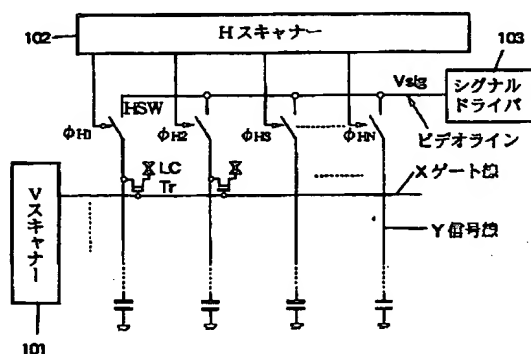 102
Hスキャナー
103
シグナル
ドライバ
Vsig
HSW
ビデオライン
φH1
φH2
φH3
φHN
LC
Tr
Xゲート線
Vスキャナー
Y信号線
101